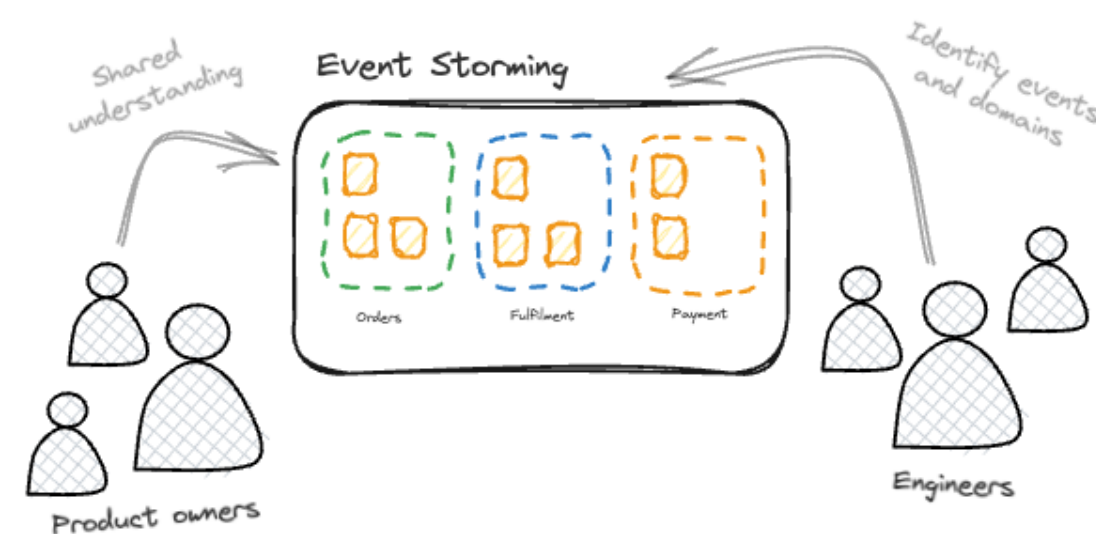 Shared
understanding
Event Storming
Identify events
and domains
Orders
Fulfilment
Payment
Product owners
Engineers